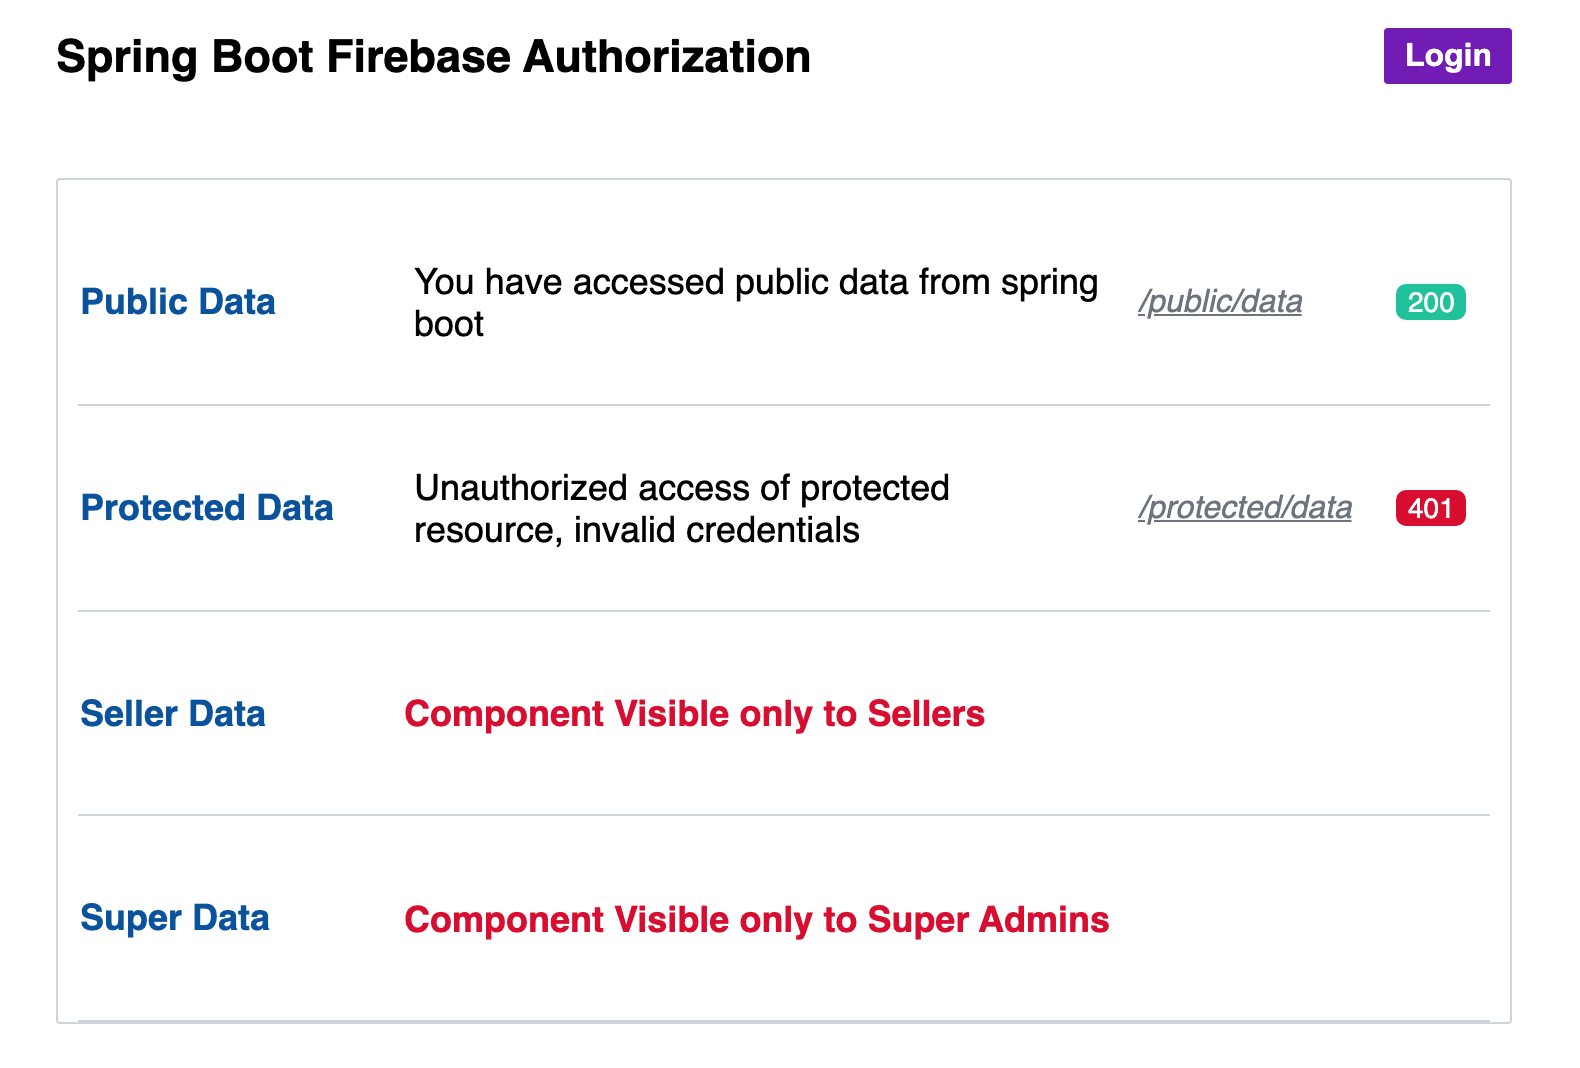 Spring Boot Firebase Authorization
Login
Public Data
You have accessed public data from spring
boot
/public/data
200
Protected Data
Unauthorized access of protected
resource, invalid credentials
/protected/data
401
Seller Data
Component Visible only to Sellers
Super Data
Component Visible only to Super Admins